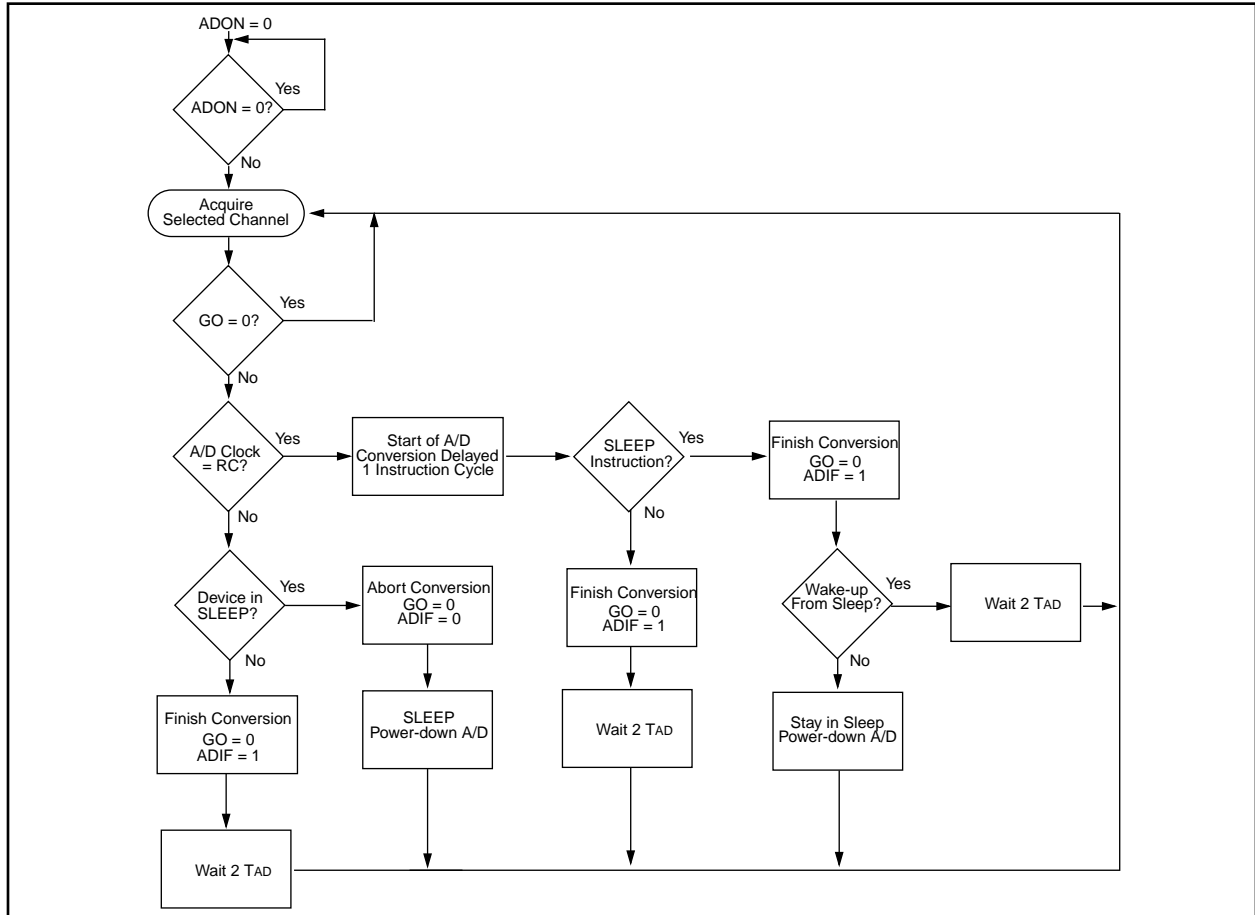 ADON = 0
ADON = 0?
Yes
No
Acquire
Selected Channel
GO = 0?
Yes
No
A/D Clock
= RC?
Yes
No
Start of A/D
Conversion Delayed
1 Instruction Cycle
SLEEP
Instruction?
Yes
No
Finish Conversion
GO = 0
ADIF = 1
Device in
SLEEP?
Yes
No
Abort Conversion
GO = 0
ADIF = 0
Finish Conversion
GO = 0
ADIF = 1
Wake-up
From Sleep?
Yes
No
Wait 2 TAD
Finish Conversion
GO = 0
ADIF = 1
SLEEP
Power-down A/D
Wait 2 TAD
Stay in Sleep
Power-down A/D
Wait 2 TAD